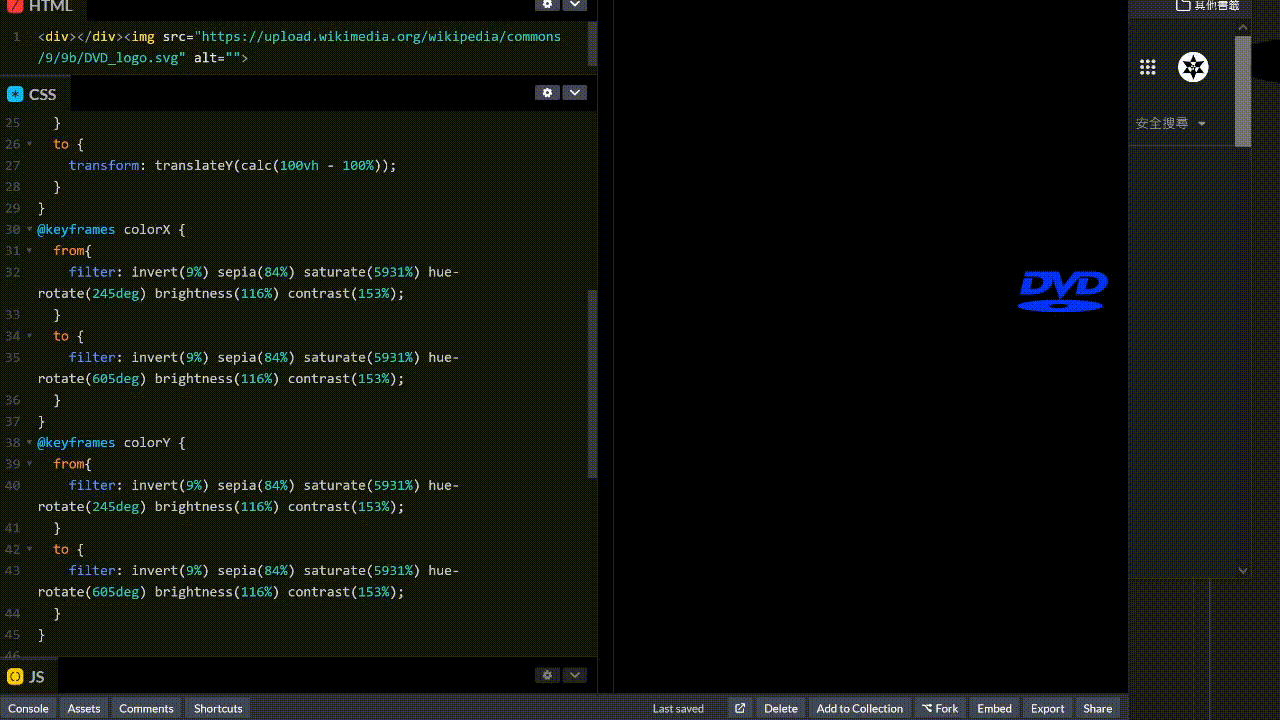 HTML
其他書籤
1 <div></div><img src="https://upload.wikimedia.org/wikipedia/commons
/9/9b/DVD_logo.svg" alt="">
CSS
安全搜尋
25 }
26 to {
27 transform: translateY(calc(100vh - 100%));
28 }
29 }
30 @keyframes colorX {
31 from{
32 filter: invert(9%) sepia(84%) saturate(5931%) hue-
rotate(245deg) brightness(116%) contrast(153%);
33 }
34 to {
35 filter: invert(9%) sepia(84%) saturate(5931%) hue-
rotate(605deg) brightness(116%) contrast(153%);
36 }
37 }
38 @keyframes colorY {
39 from{
40 filter: invert(9%) sepia(84%) saturate(5931%) hue-
rotate(245deg) brightness(116%) contrast(153%);
41 }
42 to {
43 filter: invert(9%) sepia(84%) saturate(5931%) hue-
rotate(605deg) brightness(116%) contrast(153%);
44 }
45 }
46
DVD
JS
Console Assets Comments Shortcuts Last saved Delete Add to Collection Fork Embed Export Share